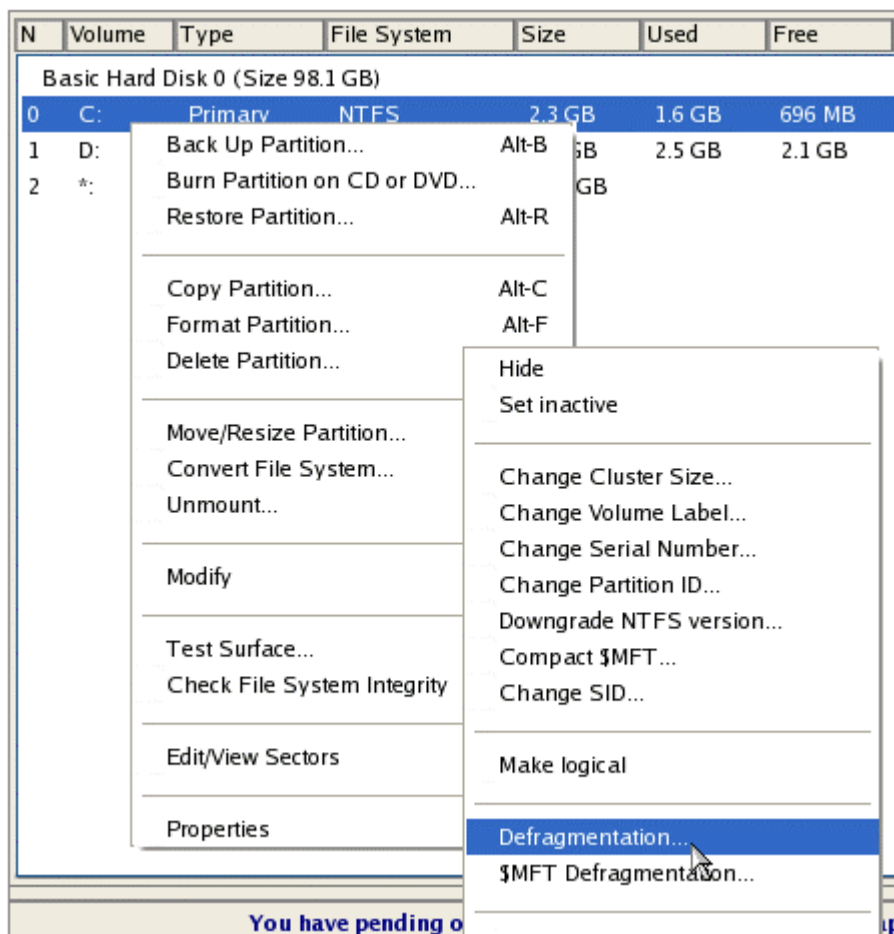 N Volume Type File System Size Used Free
Basic Hard Disk 0 (Size 98.1 GB)
0 C: Primary NTFS 2.3 GB 1.6 GB 696 MB
1 D: GB 2.5 GB 2.1 GB
2 *: GB
Back Up Partition... Alt-B
Burn Partition on CD or DVD...
Restore Partition... Alt-R
Copy Partition... Alt-C
Format Partition... Alt-F
Delete Partition...
Move/Resize Partition...
Convert File System...
Unmount...
Modify
Test Surface...
Check File System Integrity
Edit/View Sectors
Properties
Hide
Set inactive
Change Cluster Size...
Change Volume Label...
Change Serial Number...
Change Partition ID...
Downgrade NTFS version...
Compact $MFT...
Change SID...
Make logical
Defragmentation...
$MFT Defragmentation...
You have pending o